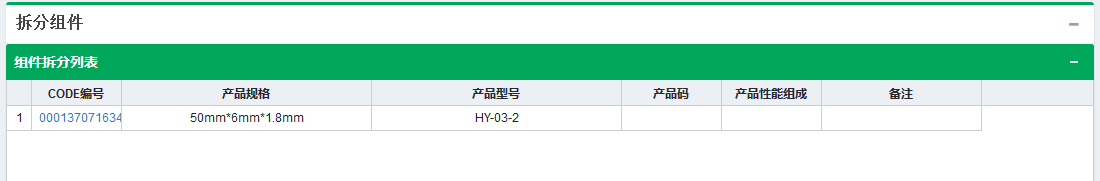 拆分组件
组件拆分列表
CODE编号 产品规格 产品型号 产品码 产品性能组成 备注
1 000137071634 50mm*6mm*1.8mm HY-03-2